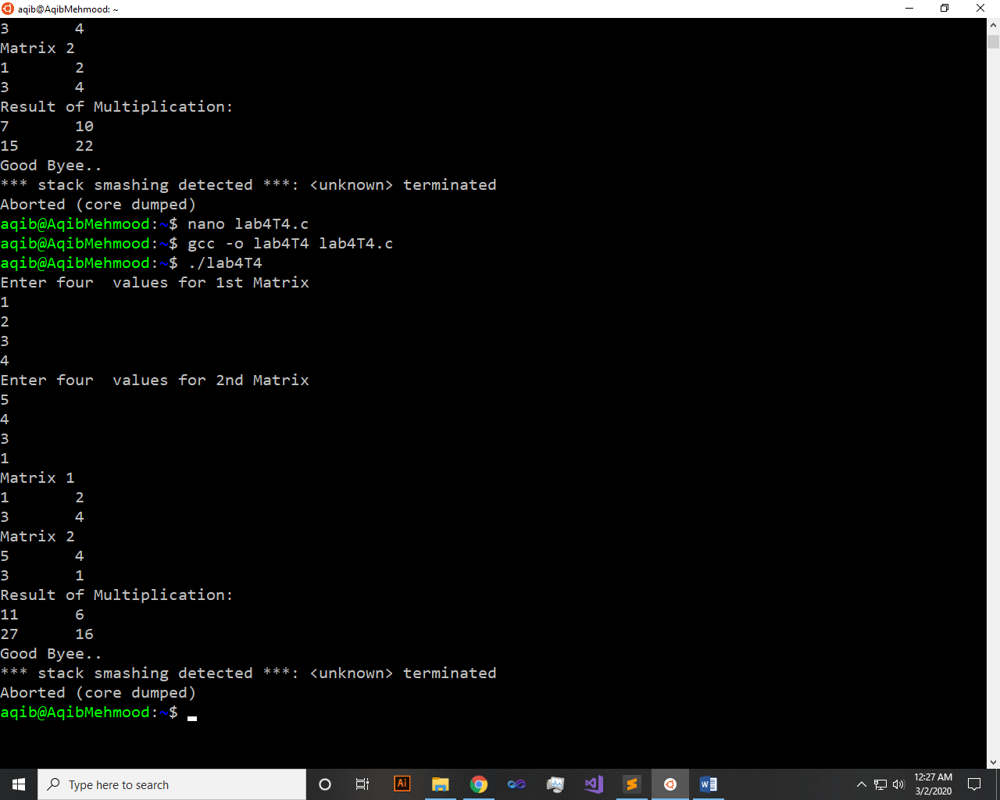 aqib@AqibMehmood: ~
3 4
Matrix 2
1 2
3 4
Result of Multiplication:
7 10
15 22
Good Byee..
*** stack smashing detected ***: <unknown> terminated
Aborted (core dumped)
aqib@AqibMehmood:~$ nano lab4T4.c
aqib@AqibMehmood:~$ gcc -o lab4T4 lab4T4.c
aqib@AqibMehmood:~$ ./lab4T4
Enter four  values for 1st Matrix
1
2
3
4
Enter four  values for 2nd Matrix
5
4
3
1
Matrix 1
1 2
3 4
Matrix 2
5 4
3 1
Result of Multiplication:
11 6
27 16
Good Byee..
*** stack smashing detected ***: <unknown> terminated
Aborted (core dumped)
aqib@AqibMehmood:~$
Type here to search
Ai
W
12:27 AM
3/2/2020